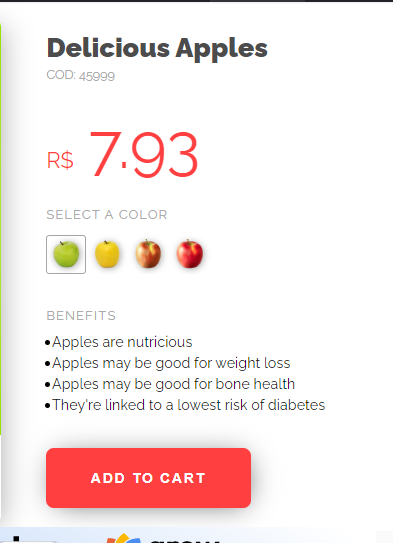 Delicious Apples
COD: 45999
R$ 7.93
SELECT A COLOR
BENEFITS
•Apples are nutricious
•Apples may be good for weight loss
•Apples may be good for bone health
•They're linked to a lowest risk of diabetes
ADD TO CART